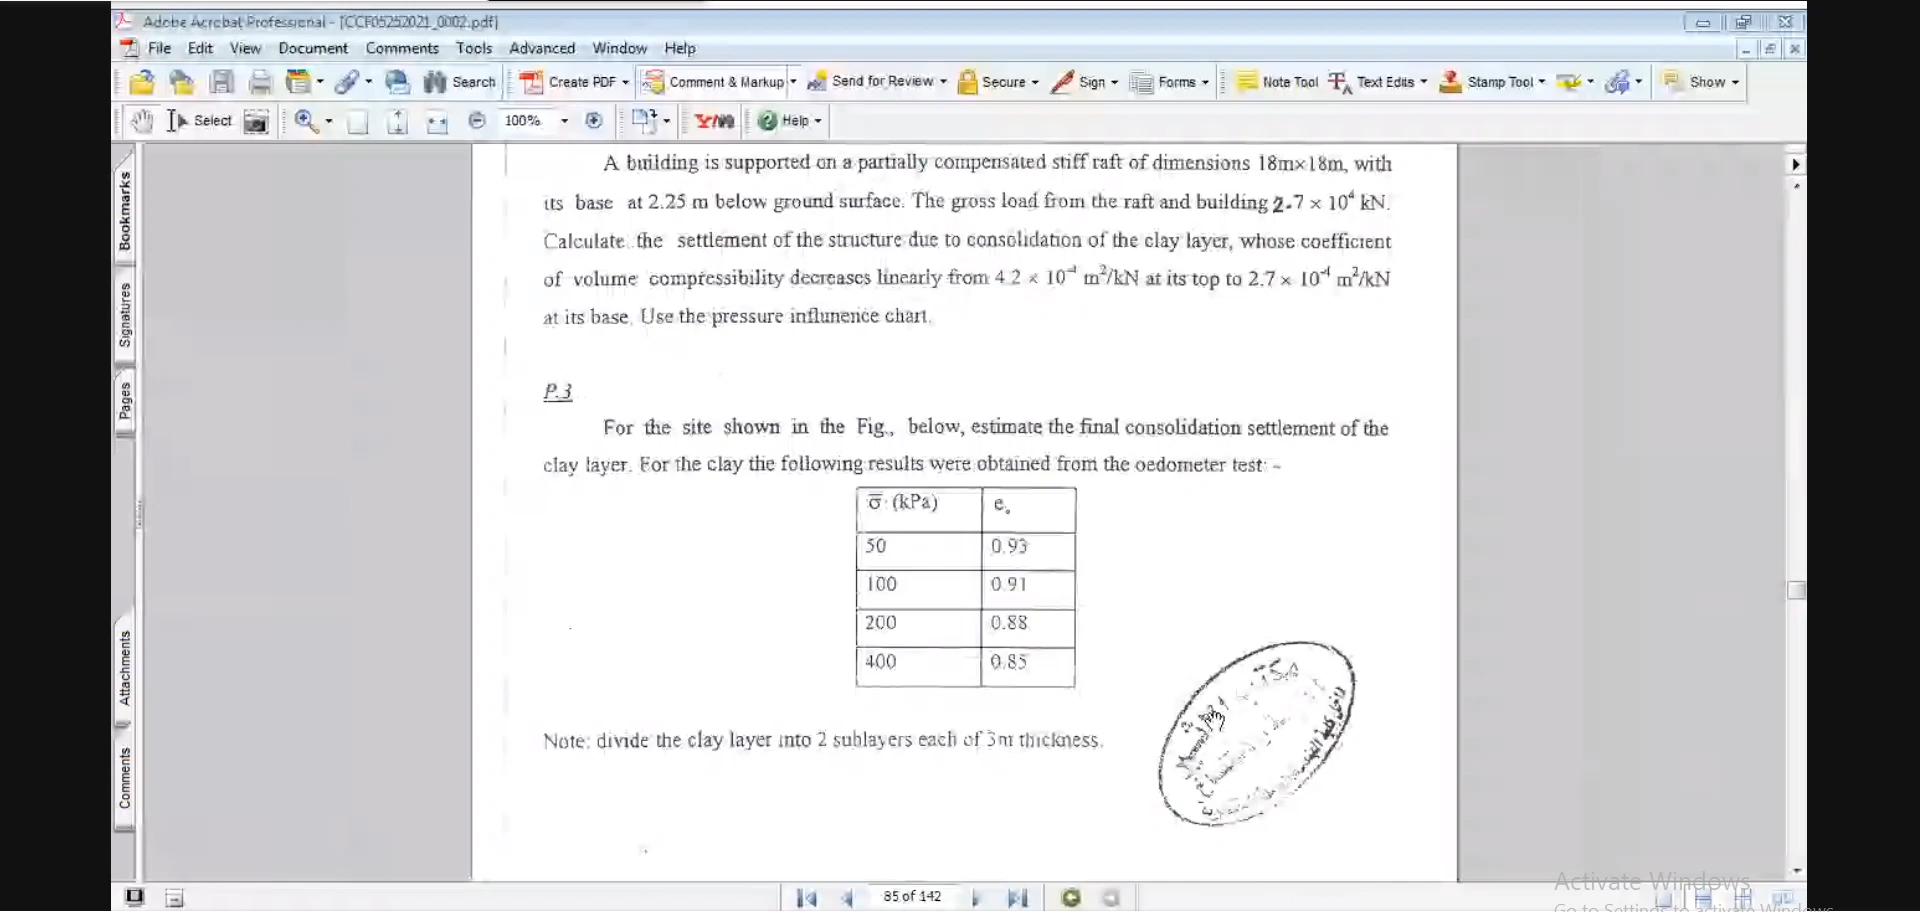 Adobe Acrobat Professional - [CCF05252021_0002.pdf]
File Edit View Document Comments Tools Advanced Window Help
Search Create PDF Comment & Markup Send for Review Secure Sign Forms Note Tool Text Edits Stamp Tool Show
Select 100% Y! Help
Bookmarks
Signatures
Pages
Attachments
Comments
A building is supported on a partially compensated stiff raft of dimensions 18m×18m, with
its base at 2.25 m below ground surface. The gross load from the raft and building 2.7 × 10⁴ kN.
Calculate the settlement of the structure due to consolidation of the clay layer, whose coefficient
of volume compressibility decreases linearly from 4.2 × 10⁻⁴ m²/kN at its top to 2.7 × 10⁻⁴ m²/kN
at its base. Use the pressure influnence chart.
P.3
For the site shown in the Fig., below, estimate the final consolidation settlement of the
clay layer. For the clay the following results were obtained from the oedometer test: -
σ̅ (kPa) e₀
50 0.93
100 0.91
200 0.88
400 0.85
Note: divide the clay layer into 2 sublayers each of 3m thickness.
85 of 142
Activate Windows
Go to Settings to activate Windows